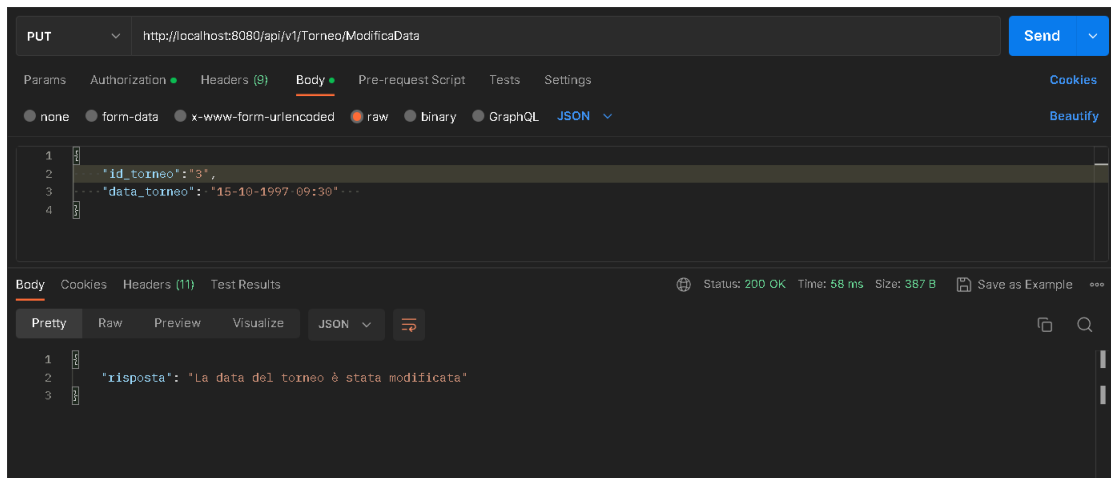 PUT http://localhost:8080/api/v1/Torneo/ModificaData Send
Params Authorization Headers (9) Body Pre-request Script Tests Settings Cookies
none form-data x-www-form-urlencoded raw binary GraphQL JSON Beautify
1 {
2 "id_torneo":"3",
3 "data_torneo": "15-10-1997 09:30"
4 }
Body Cookies Headers (11) Test Results Status: 200 OK Time: 58 ms Size: 387 B Save as Example
Pretty Raw Preview Visualize JSON
1 {
2 "risposta": "La data del torneo è stata modificata"
3 }